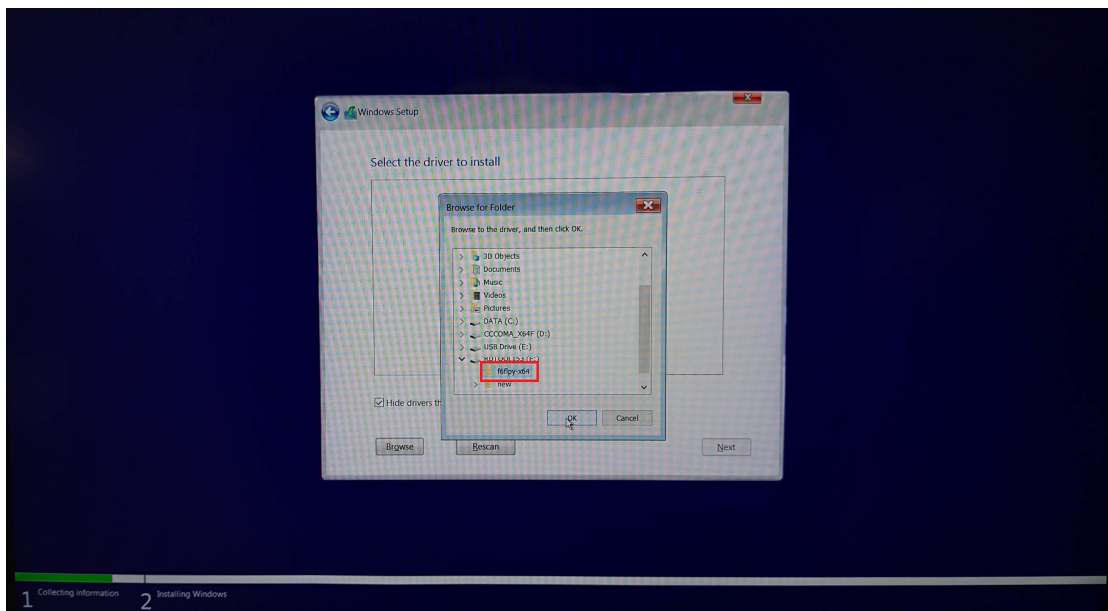 Windows Setup
Select the driver to install
Browse for Folder
Browse to the driver, and then click OK.
3D Objects
Documents
Music
Videos
Pictures
DATA (C:)
CCCOMA_X64F (D:)
USB Drive (E:)
(F:)
f6flpy-x64
new
Hide drivers th
OK
Cancel
Browse
Rescan
Next
1 Collecting information
2 Installing Windows